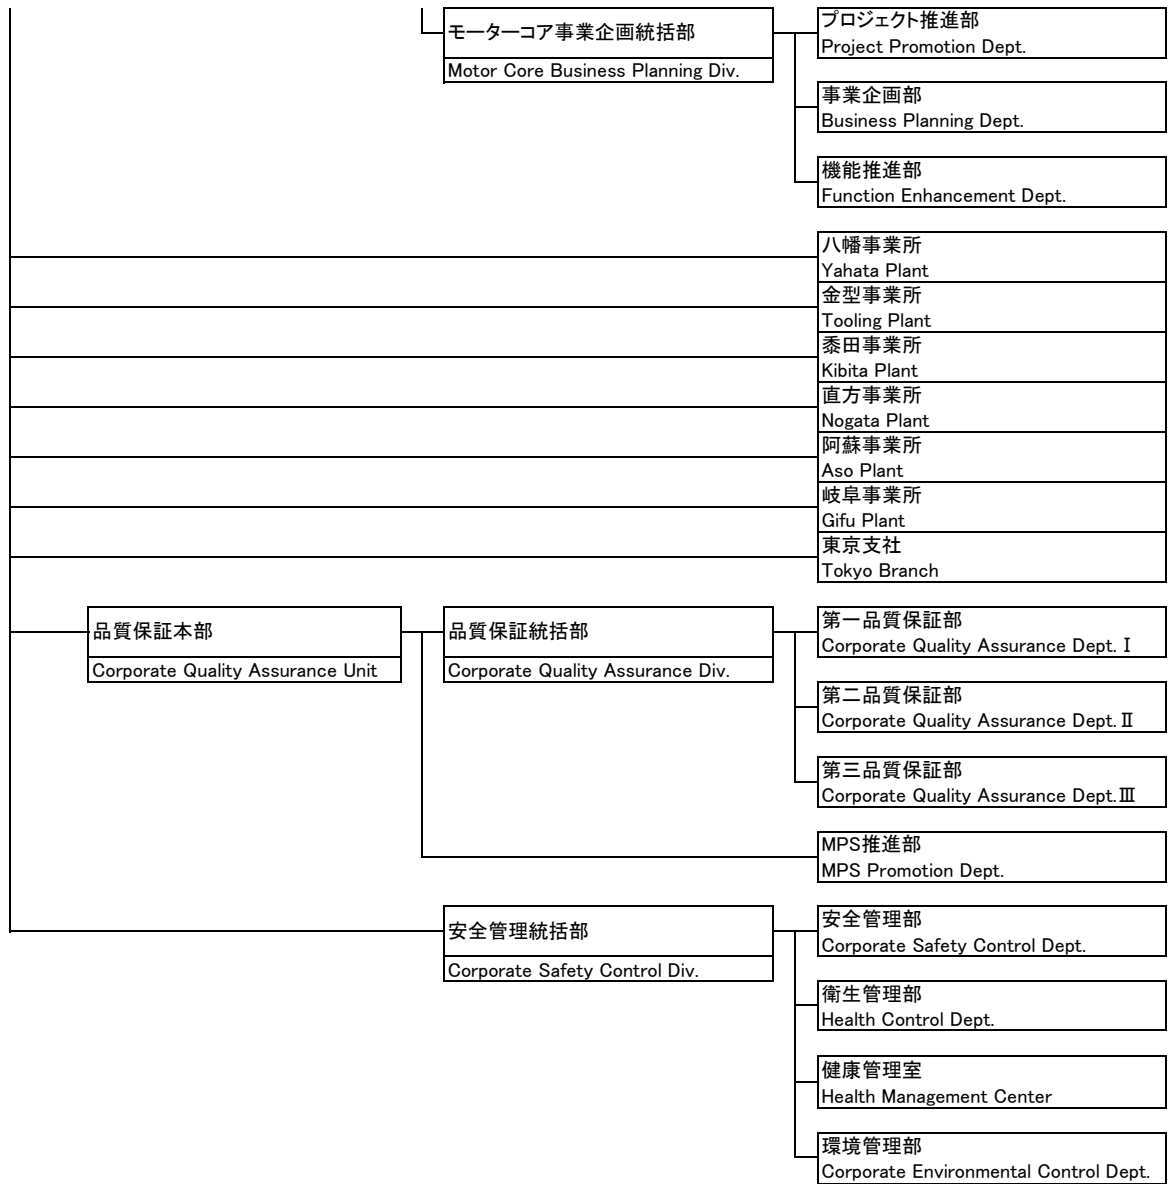 モーターコア事業企画統括部
Motor Core Business Planning Div.
プロジェクト推進部
Project Promotion Dept.
事業企画部
Business Planning Dept.
機能推進部
Function Enhancement Dept.
八幡事業所
Yahata Plant
金型事業所
Tooling Plant
黍田事業所
Kibita Plant
直方事業所
Nogata Plant
阿蘇事業所
Aso Plant
岐阜事業所
Gifu Plant
東京支社
Tokyo Branch
品質保証本部
Corporate Quality Assurance Unit
品質保証統括部
Corporate Quality Assurance Div.
第一品質保証部
Corporate Quality Assurance Dept. Ⅰ
第二品質保証部
Corporate Quality Assurance Dept. Ⅱ
第三品質保証部
Corporate Quality Assurance Dept. Ⅲ
MPS推進部
MPS Promotion Dept.
安全管理統括部
Corporate Safety Control Div.
安全管理部
Corporate Safety Control Dept.
衛生管理部
Health Control Dept.
健康管理室
Health Management Center
環境管理部
Corporate Environmental Control Dept.